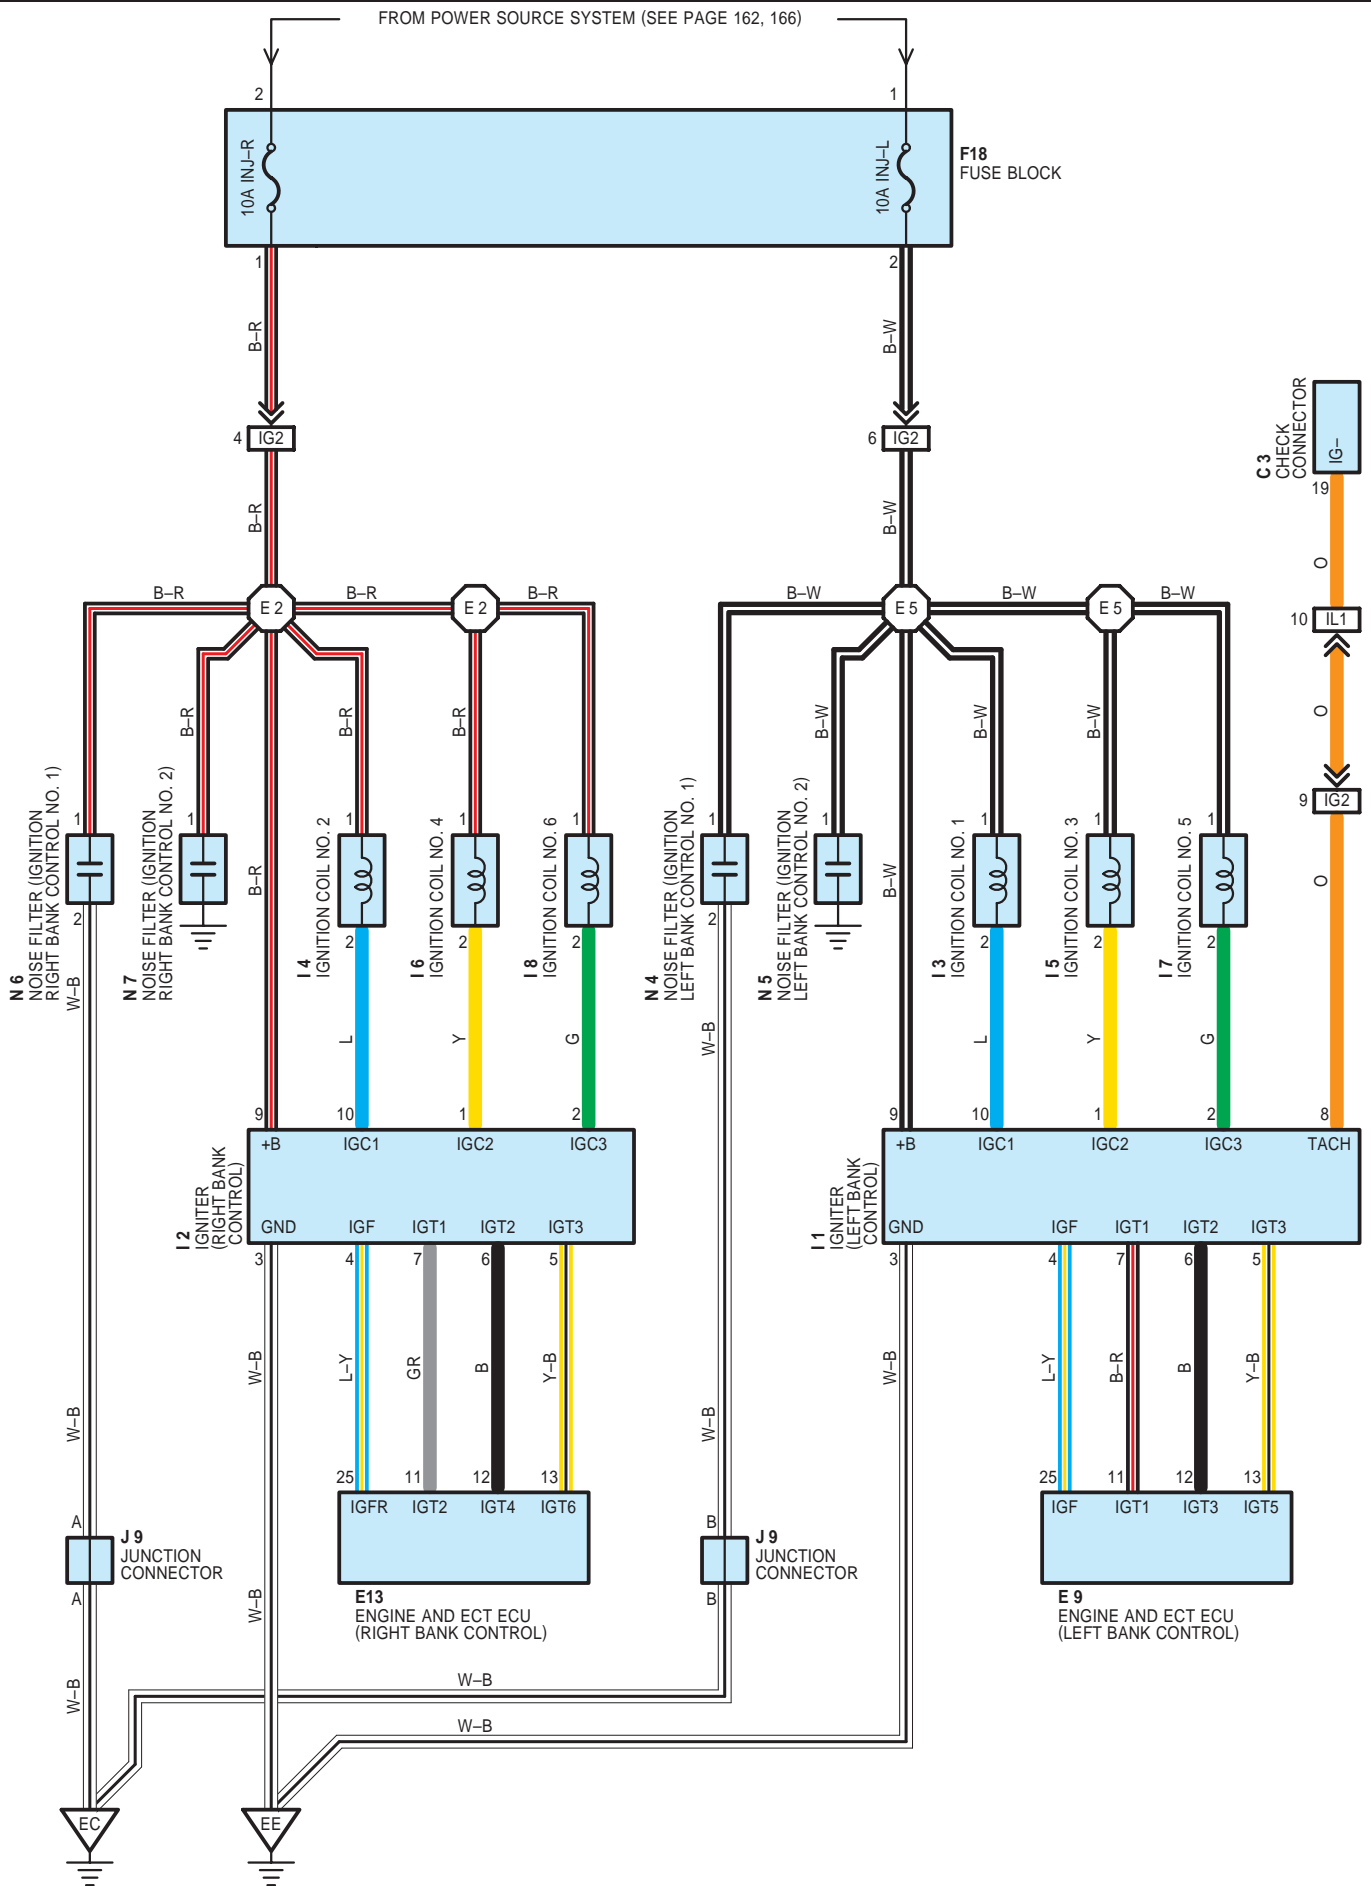 FROM POWER SOURCE SYSTEM (SEE PAGE 162, 166)
2
1
10A INJ–R
10A INJ–L
F18
FUSE BLOCK
1
2
B–R
B–W
4
IG2
6
IG2
C 3
CHECK
CONNECTOR
IG–
19
B–R
B–W
O
B–R
E 2
B–R
E 2
B–R
B–W
E 5
B–W
E 5
B–W
10
IL1
B–R
B–R
B–R
B–W
B–W
B–W
O
9
IG2
1
1
1
1
1
1
1
1
1
1
N 6
NOISE FILTER (IGNITION
RIGHT BANK CONTROL NO. 1)
2
N 7
NOISE FILTER (IGNITION
RIGHT BANK CONTROL NO. 2)
B–R
I 4
IGNITION COIL NO. 2
2
I 6
IGNITION COIL NO. 4
2
I 8
IGNITION COIL NO. 6
2
N 4
NOISE FILTER (IGNITION
LEFT BANK CONTROL NO. 1)
2
N 5
NOISE FILTER (IGNITION
LEFT BANK CONTROL NO. 2)
B–W
I 3
IGNITION COIL NO. 1
2
I 5
IGNITION COIL NO. 3
2
I 7
IGNITION COIL NO. 5
2
O
W–B
L
Y
G
W–B
L
Y
G
9
10
1
2
9
10
1
2
8
+B
IGC1
IGC2
IGC3
+B
IGC1
IGC2
IGC3
TACH
I 2
IGNITER
(RIGHT BANK
CONTROL)
I 1
IGNITER
(LEFT BANK
CONTROL)
GND
IGF
IGT1
IGT2
IGT3
GND
IGF
IGT1
IGT2
IGT3
3
4
7
6
5
3
4
7
6
5
W–B
L–Y
GR
B
Y–B
W–B
L–Y
B–R
B
Y–B
W–B
W–B
25
11
12
13
25
11
12
13
IGFR
IGT2
IGT4
IGT6
IGF
IGT1
IGT3
IGT5
A
J 9
JUNCTION
CONNECTOR
A
B
J 9
JUNCTION
CONNECTOR
B
E13
ENGINE AND ECT ECU
(RIGHT BANK CONTROL)
E 9
ENGINE AND ECT ECU
(LEFT BANK CONTROL)
W–B
W–B
W–B
W–B
EC
EE